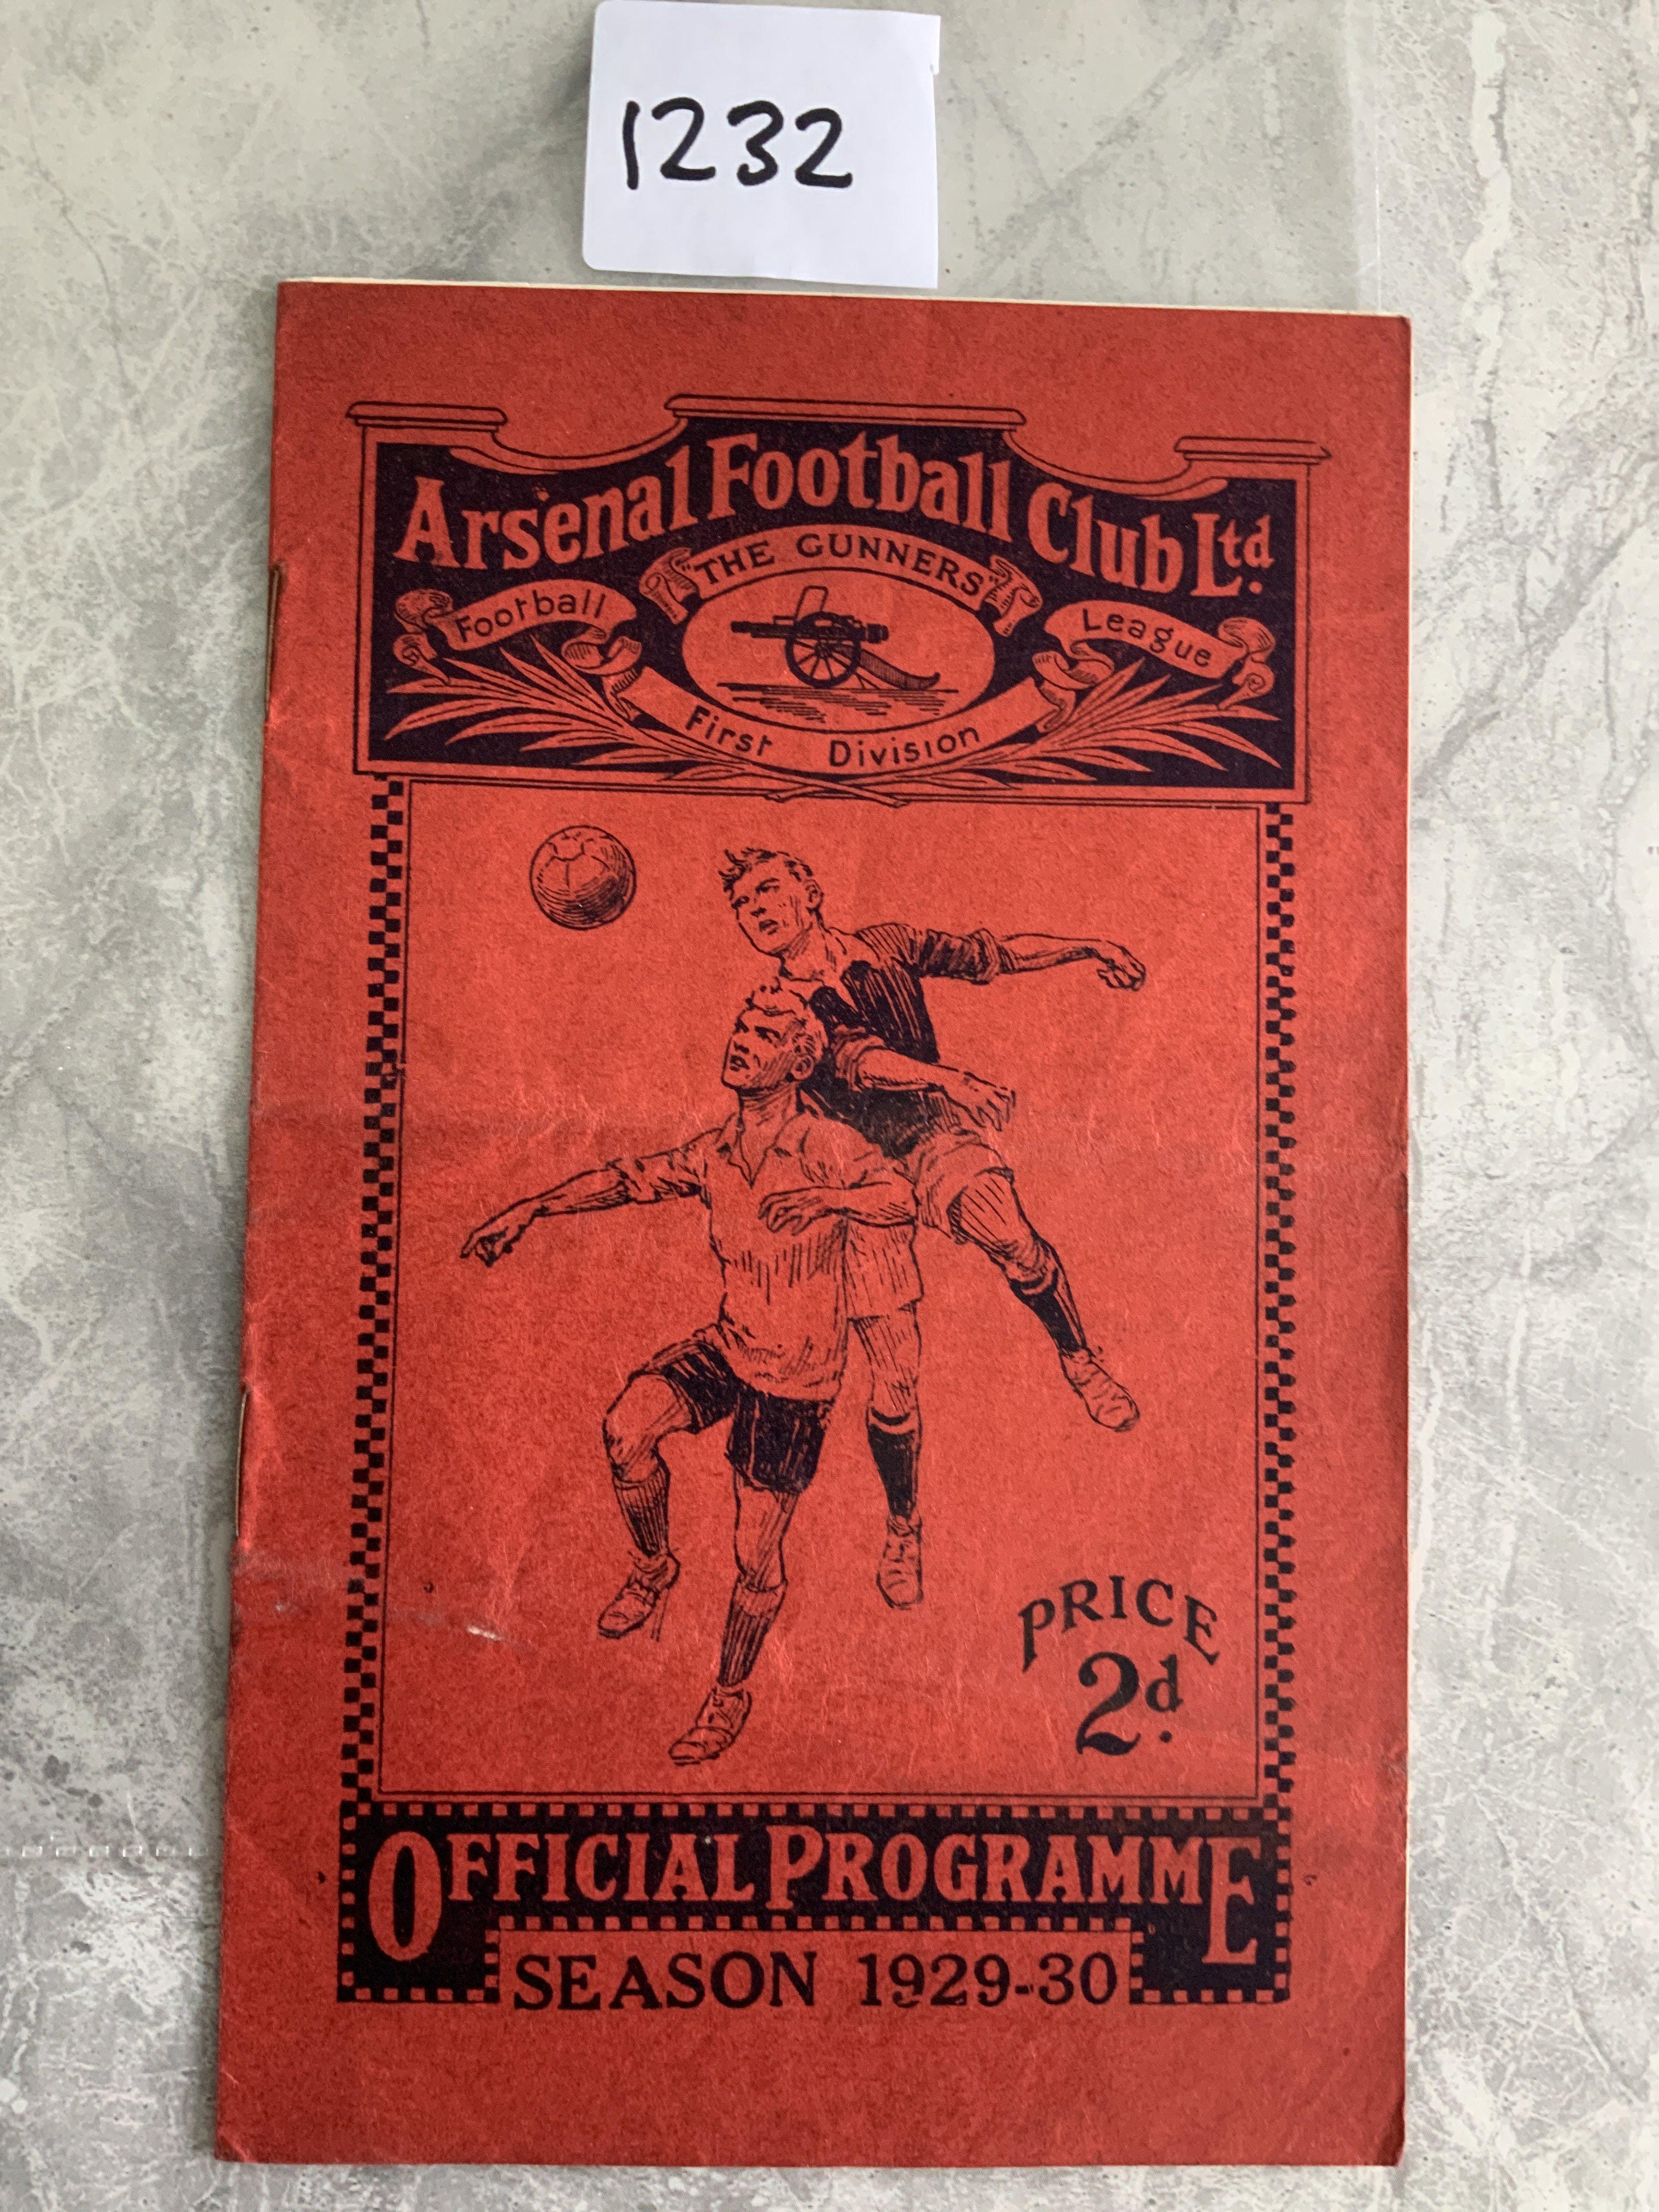 1232
Arsenal Football Club Ltd.
"THE GUNNERS"
Football League
First Division
PRICE
2d.
OFFICIAL PROGRAMME
SEASON 1929-30